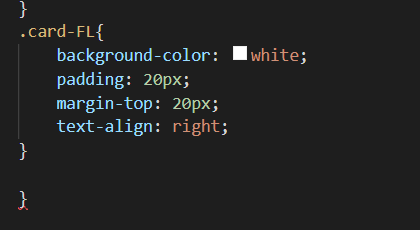 }
.card-FL{
background-color: white;
padding: 20px;
margin-top: 20px;
text-align: right;
}
}